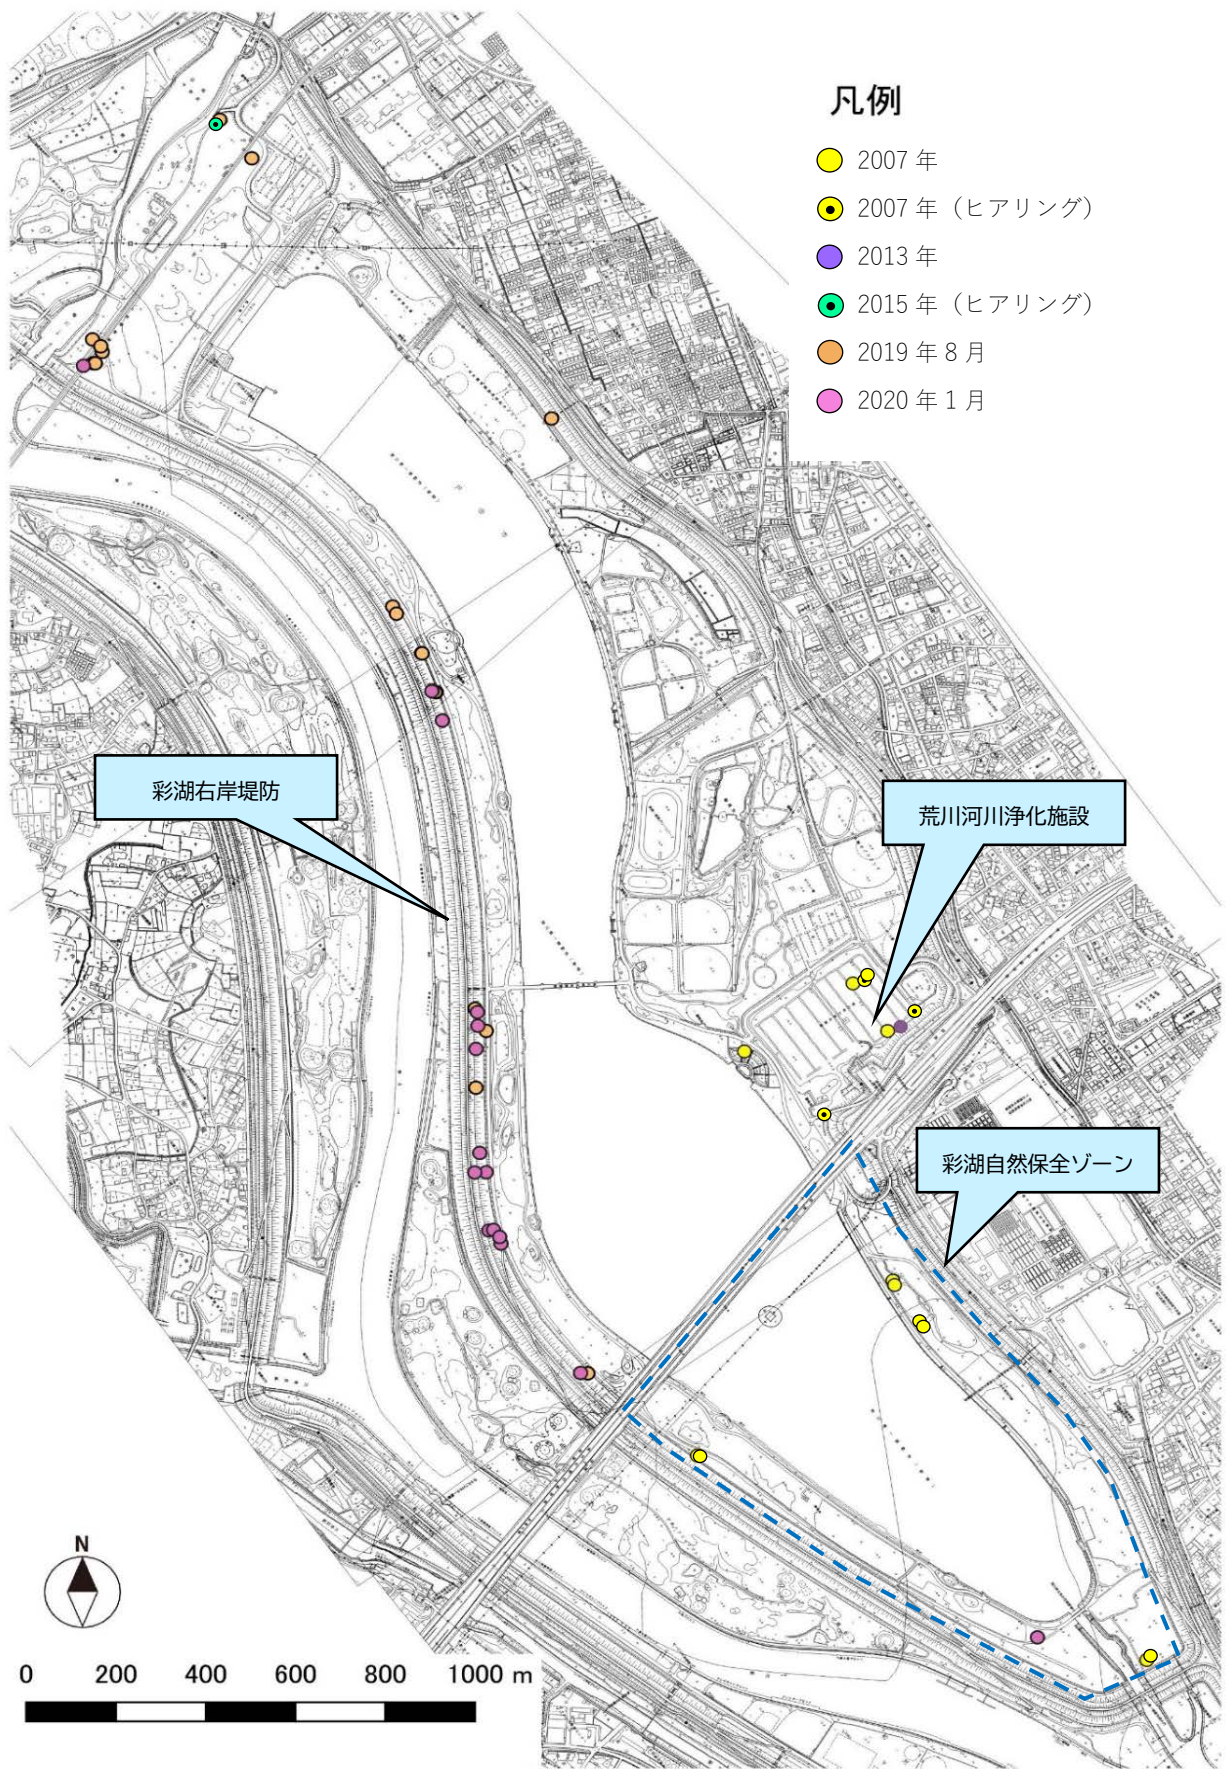 凡例
2007 年
2007 年（ヒアリング）
2013 年
2015 年（ヒアリング）
2019 年 8 月
2020 年 1 月
彩湖右岸堤防
荒川河川浄化施設
彩湖自然保全ゾーン
N
0 200 400 600 800 1000 m